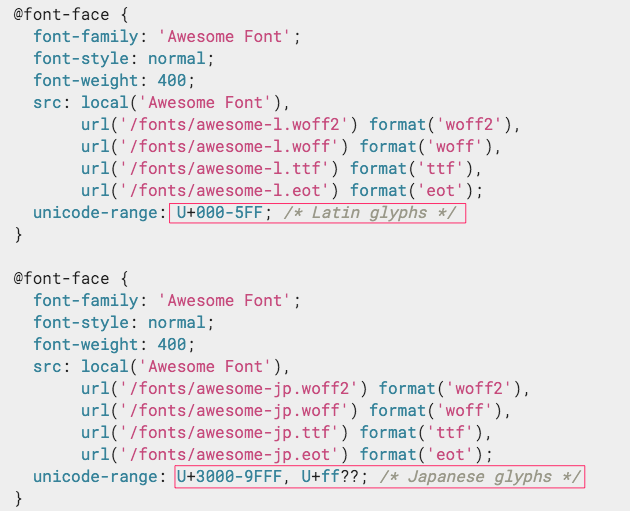 @font-face {
font-family: 'Awesome Font';
font-style: normal;
font-weight: 400;
src: local('Awesome Font'),
url('/fonts/awesome-l.woff2') format('woff2'),
url('/fonts/awesome-l.woff') format('woff'),
url('/fonts/awesome-l.ttf') format('ttf'),
url('/fonts/awesome-l.eot') format('eot');
unicode-range: U+000-5FF; /* Latin glyphs */
}
@font-face {
font-family: 'Awesome Font';
font-style: normal;
font-weight: 400;
src: local('Awesome Font'),
url('/fonts/awesome-jp.woff2') format('woff2'),
url('/fonts/awesome-jp.woff') format('woff'),
url('/fonts/awesome-jp.ttf') format('ttf'),
url('/fonts/awesome-jp.eot') format('eot');
unicode-range: U+3000-9FFF, U+ff??; /* Japanese glyphs */
}